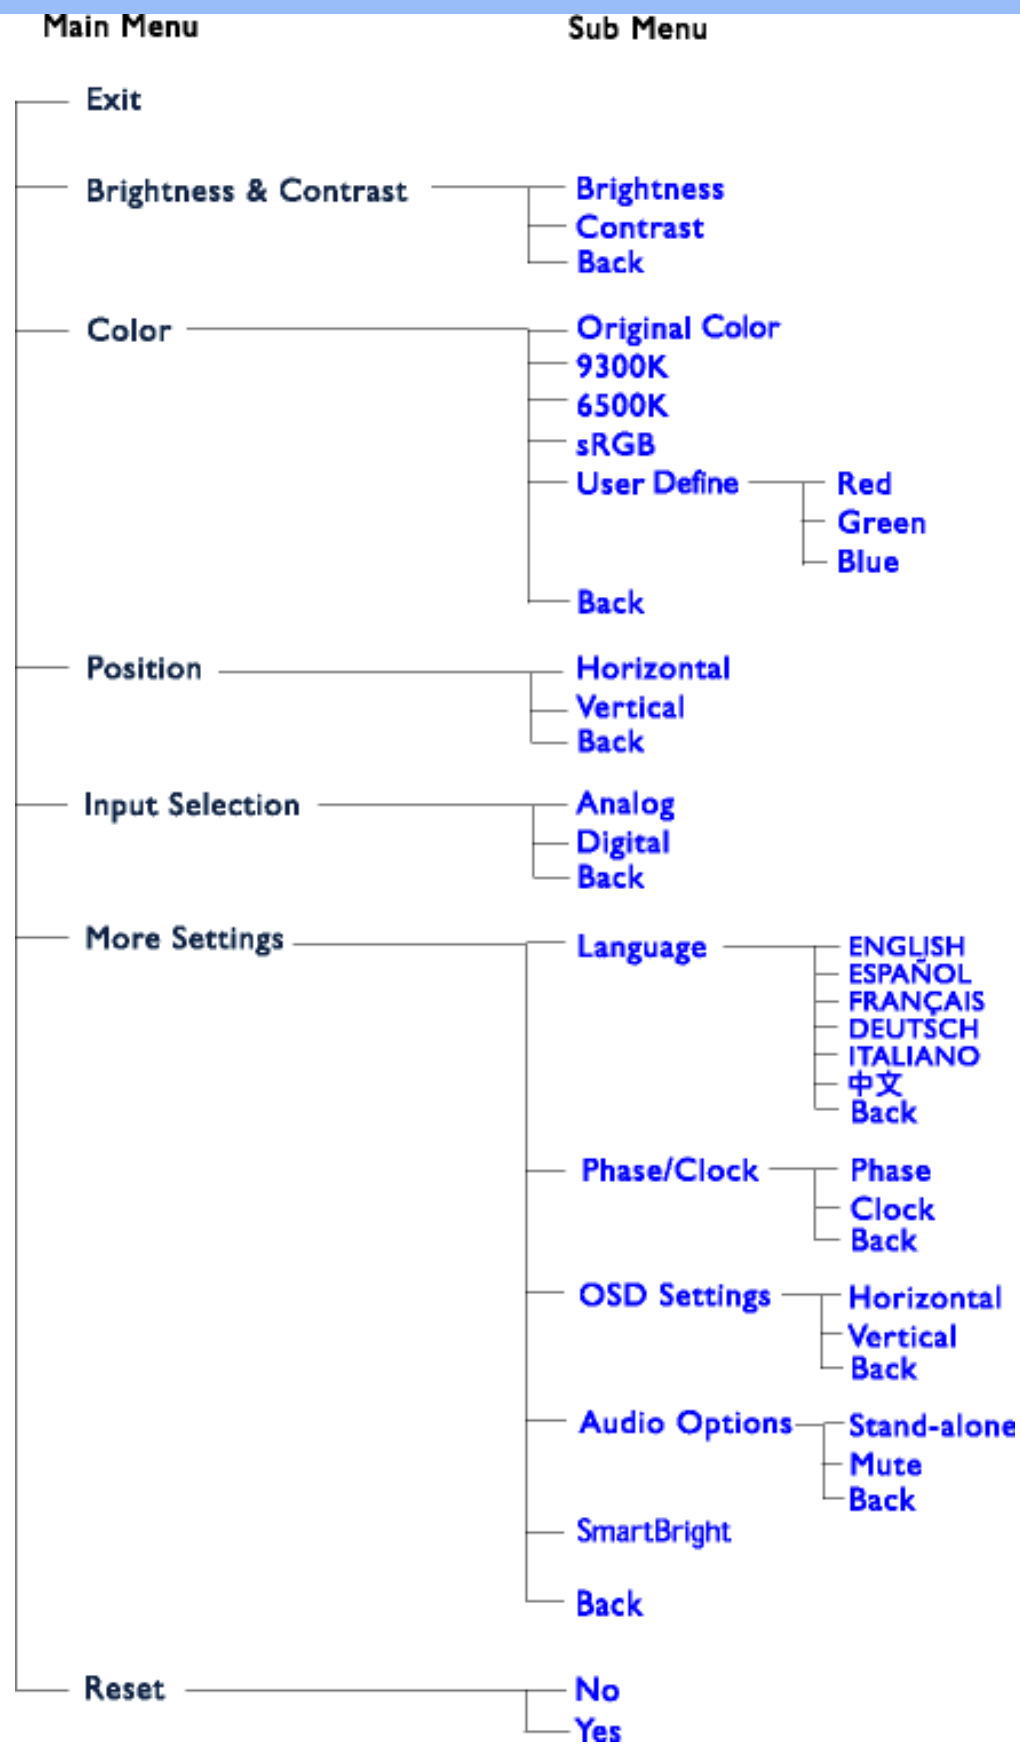 Main Menu Sub Menu
Exit
Brightness & Contrast Brightness
Contrast
Back
Color Original Color
9300K
6500K
sRGB
User Define Red
Green
Blue
Back
Position Horizontal
Vertical
Back
Input Selection Analog
Digital
Back
More Settings Language ENGLISH
ESPAÑOL
FRANÇAIS
DEUTSCH
ITALIANO
中文
Back
Phase/Clock Phase
Clock
Back
OSD Settings Horizontal
Vertical
Back
Audio Options Stand-alone
Mute
Back
SmartBright
Back
Reset No
Yes